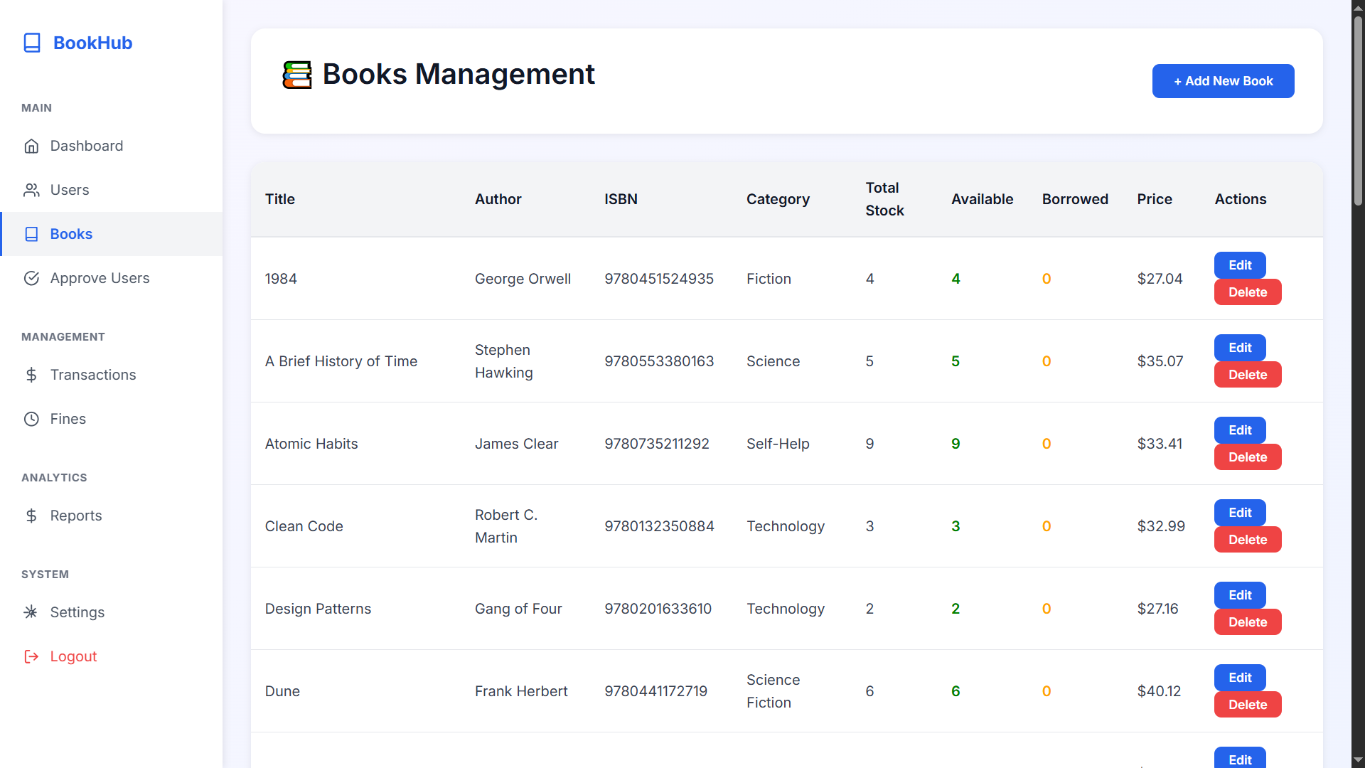 BookHub
MAIN
Dashboard
Users
Books
Approve Users
MANAGEMENT
Transactions
Fines
ANALYTICS
Reports
SYSTEM
Settings
Logout
Books Management
+ Add New Book
Title Author ISBN Category Total Stock Available Borrowed Price Actions
1984 George Orwell 9780451524935 Fiction 4 4 0 $27.04 Edit Delete
A Brief History of Time Stephen Hawking 9780553380163 Science 5 5 0 $35.07 Edit Delete
Atomic Habits James Clear 9780735211292 Self-Help 9 9 0 $33.41 Edit Delete
Clean Code Robert C. Martin 9780132350884 Technology 3 3 0 $32.99 Edit Delete
Design Patterns Gang of Four 9780201633610 Technology 2 2 0 $27.16 Edit Delete
Dune Frank Herbert 9780441172719 Science Fiction 6 6 0 $40.12 Edit Delete
Edit